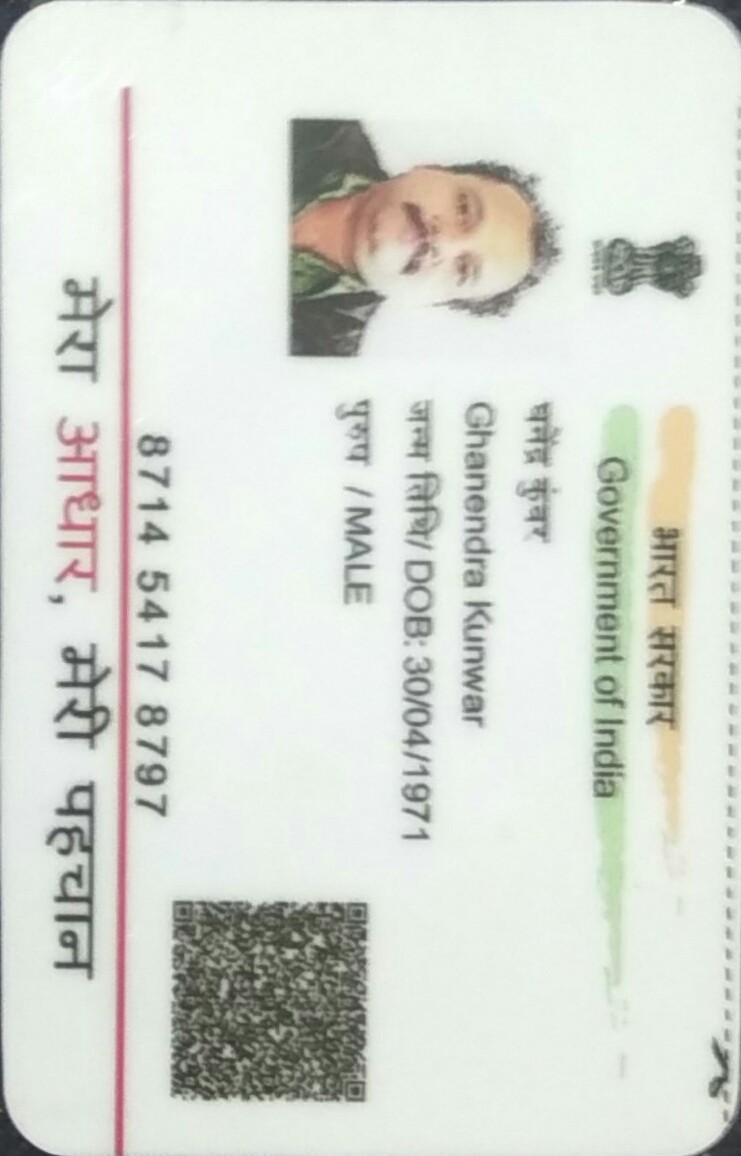 भारत सरकार
Government of India
घनेंद्र कुंवर
Ghanendra Kunwar
जन्म तिथि/ DOB: 30/04/1971
पुरुष / MALE
8714 5417 8797
मेरा आधार, मेरी पहचान